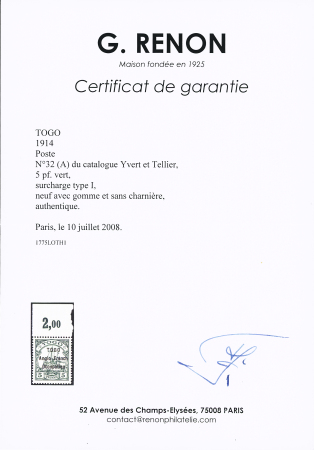 G. RENON
Maison fondée en 1925
Certificat de garantie
TOGO
1914
Poste
N°32 (A) du catalogue Yvert et Tellier,
5 pf. vert,
surcharge type I,
neuf avec gomme et sans charnière,
authentique.
Paris, le 10 juillet 2008.
1775LOTH1
2,00
TOGO
52 Avenue des Champs-Elysées, 75008 PARIS
contact@renonphilatelie.com